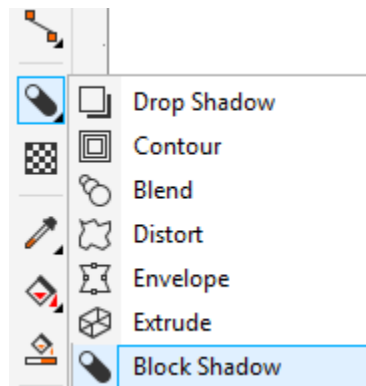 Drop Shadow
Contour
Blend
Distort
Envelope
Extrude
Block Shadow